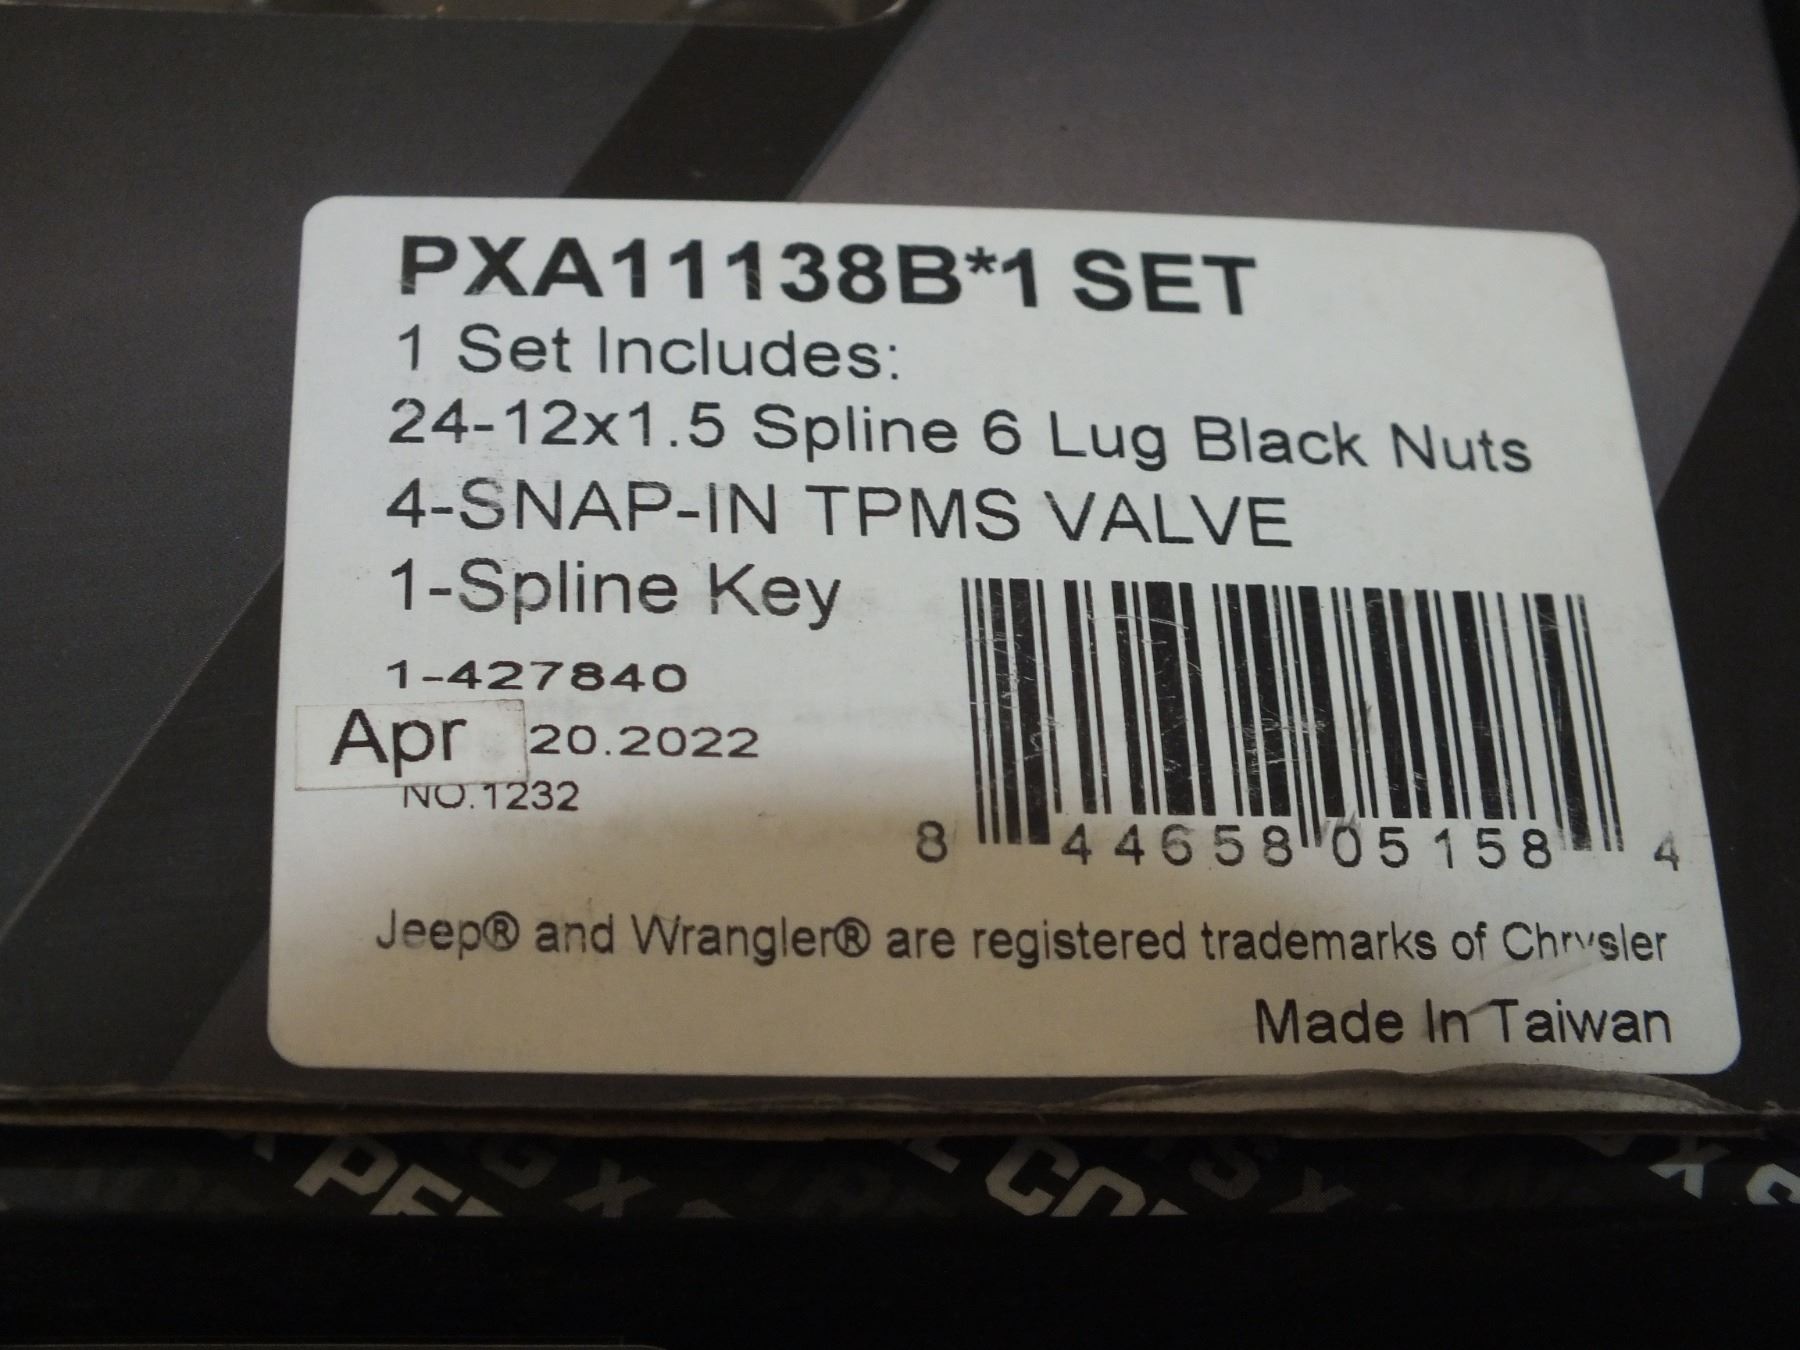 PXA11138B*1 SET
1 Set Includes:
24-12x1.5 Spline 6 Lug Black Nuts
4-SNAP-IN TPMS VALVE
1-Spline Key
1-427840
Apr 20.2022
NO.1232
8 44658 05158 4
Jeep® and Wrangler® are registered trademarks of Chrysler
Made In Taiwan